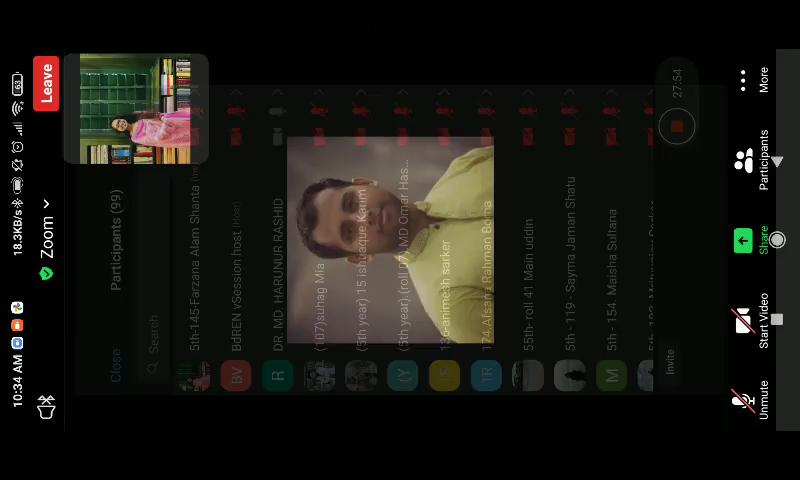 10:34 AM
18.3KB/s
63
Zoom
Leave
Close
Participants (99)
Search
5th-145-Farzana Alam Shanta
BV
BdREN vSession host (Host)
R
DR. MD. HARUNUR RASHID
(107)suhag Mia
(5th year) 15 ishtiaque Karim
(Y
(5th year).(roll 07) MD Omar Has...
136-animesh sarker
1R
174.Afsana Rahman Borna
55th-roll 41 Main uddin
5th - 119 - Sayma Jaman Shatu
M
5th - 154. Maisha Sultana
Invite
27:54
Unmute
Start Video
Share
Participants
More